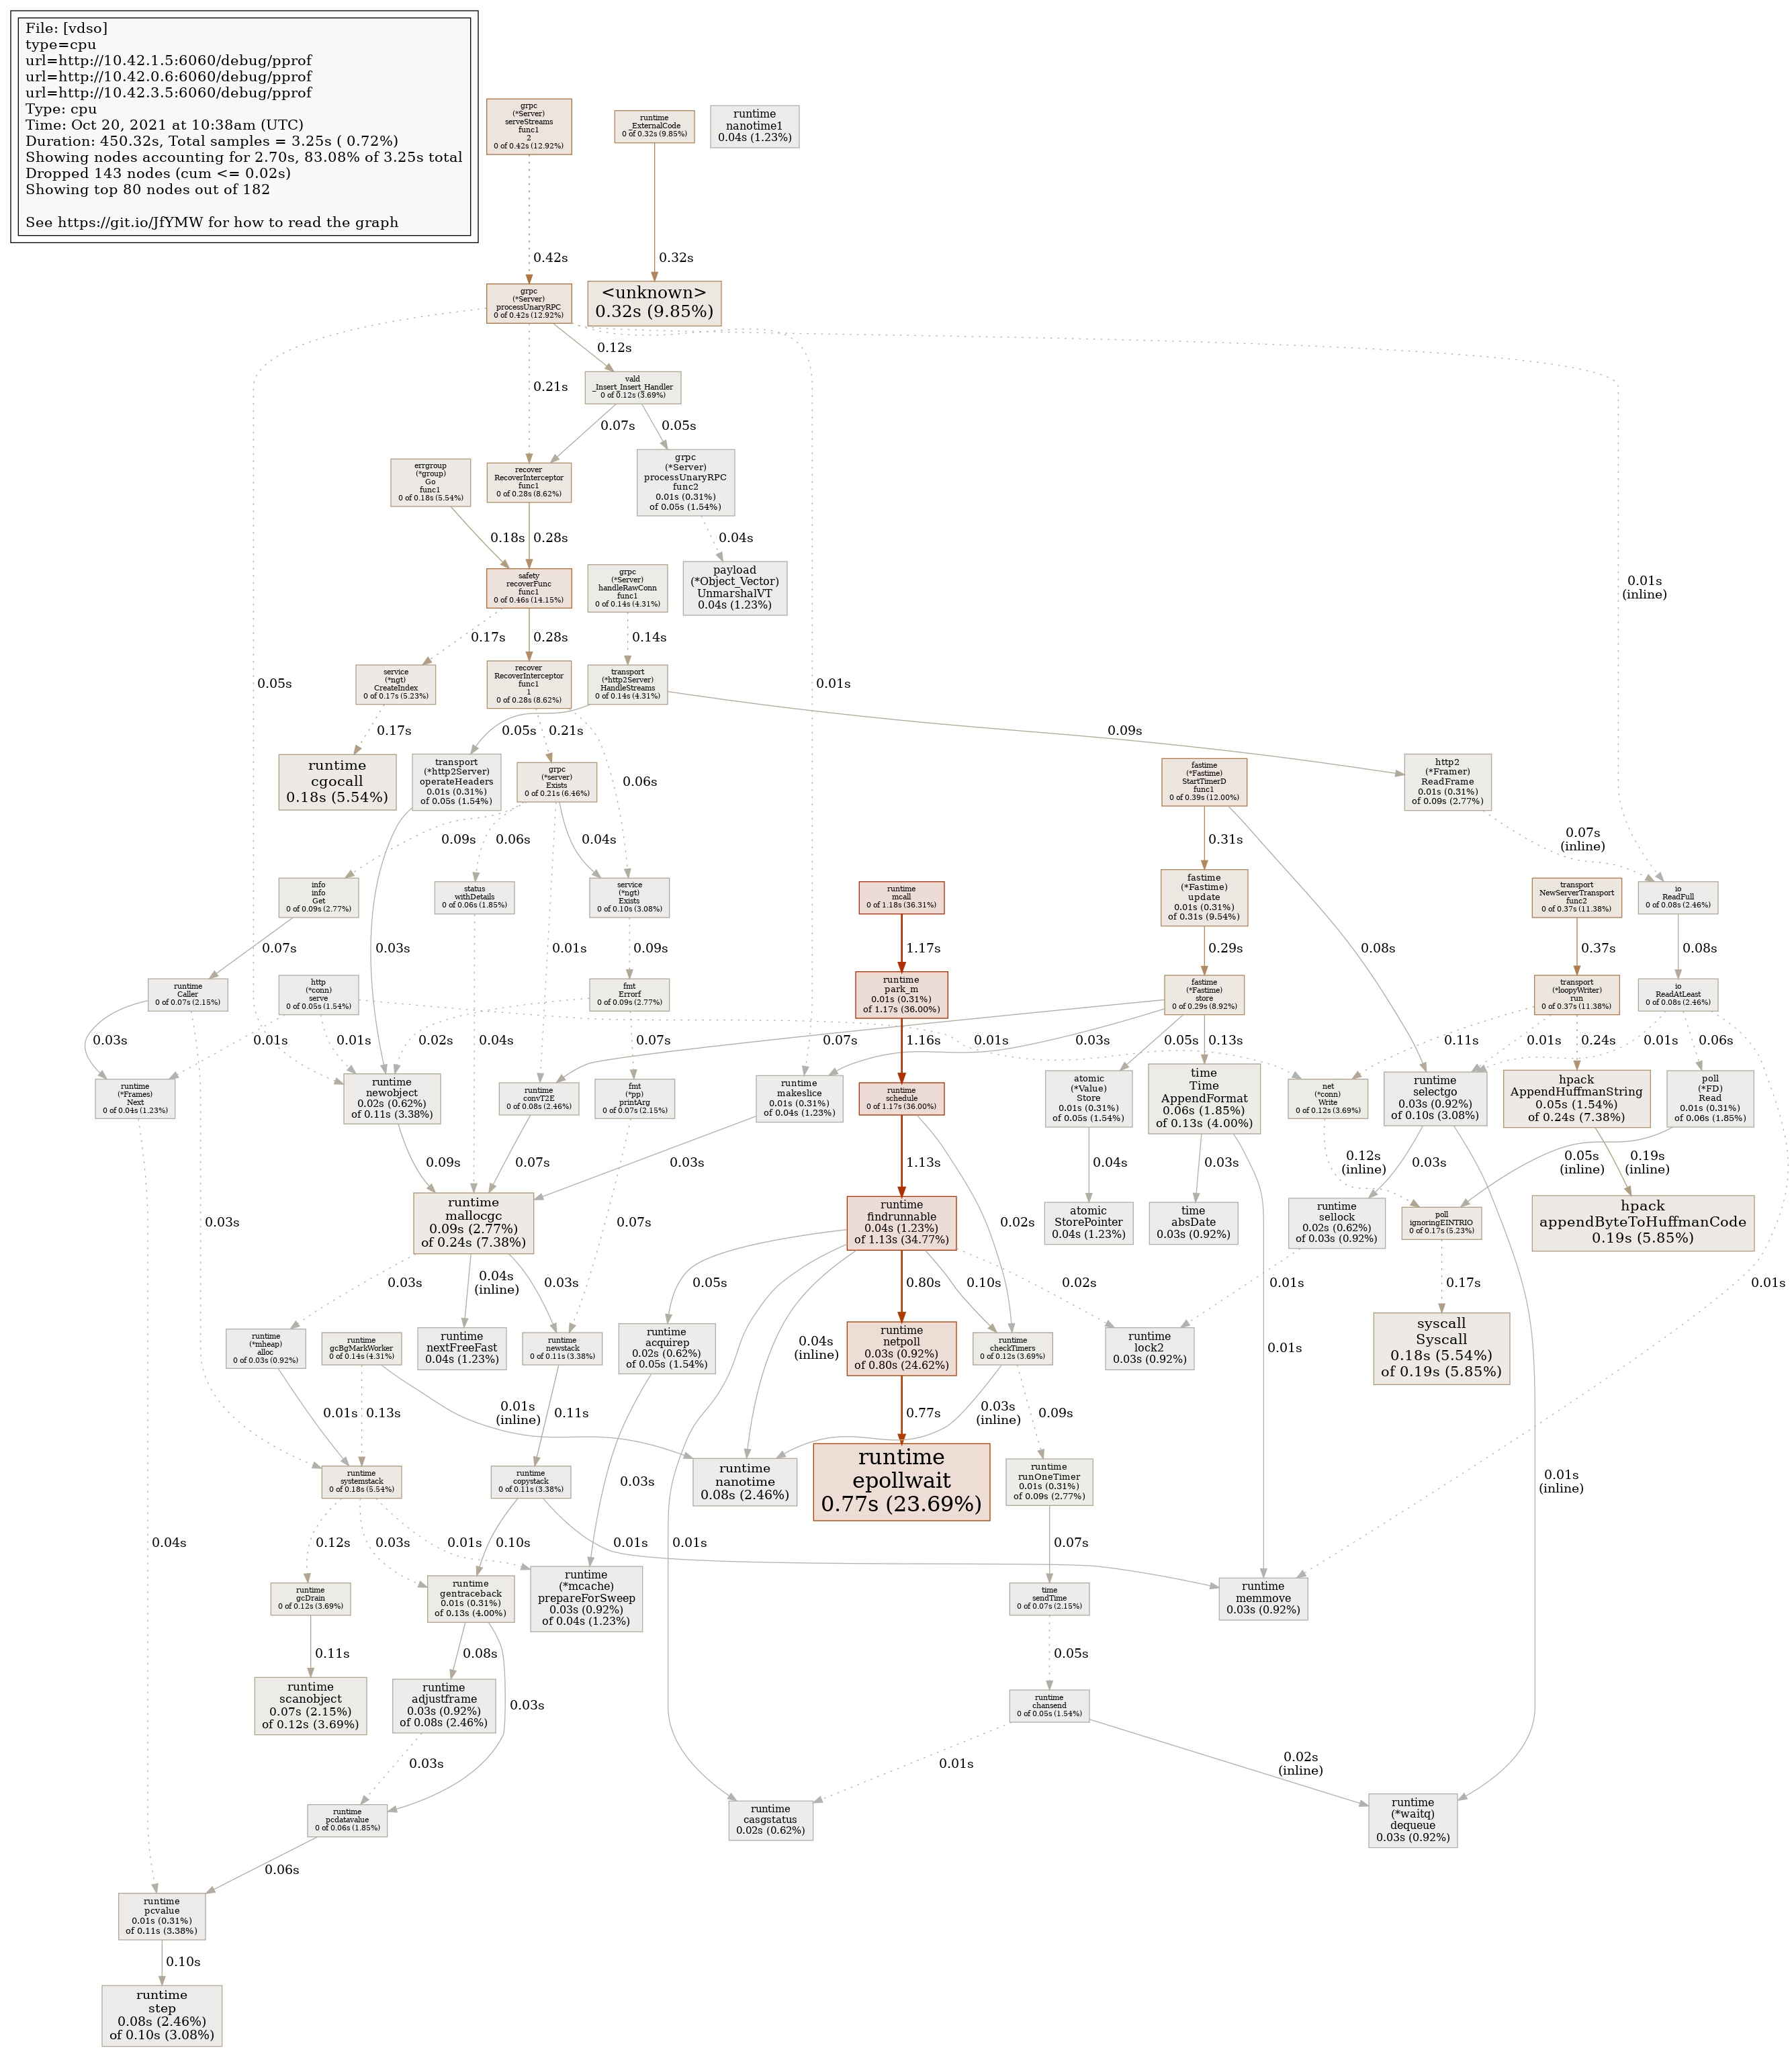 File: [vdso]
type=cpu
url=http://10.42.1.5:6060/debug/pprof
url=http://10.42.0.6:6060/debug/pprof
url=http://10.42.3.5:6060/debug/pprof
Type: cpu
Time: Oct 20, 2021 at 10:38am (UTC)
Duration: 450.32s, Total samples = 3.25s ( 0.72%)
Showing nodes accounting for 2.70s, 83.08% of 3.25s total
Dropped 143 nodes (cum <= 0.02s)
Showing top 80 nodes out of 182
See https://git.io/JfYMW for how to read the graph
grpc
(*Server)
serveStreams
func1
2
0 of 0.42s (12.92%)
runtime
_ExternalCode
0 of 0.32s (9.85%)
runtime
nanotime1
0.04s (1.23%)
0.42s
0.32s
grpc
(*Server)
processUnaryRPC
0 of 0.42s (12.92%)
<unknown>
0.32s (9.85%)
0.12s
0.21s
vald
_Insert_Insert_Handler
0 of 0.12s (3.69%)
0.07s
0.05s
errgroup
(*group)
Go
func1
0 of 0.18s (5.54%)
recover
RecoverInterceptor
func1
0 of 0.28s (8.62%)
grpc
(*Server)
processUnaryRPC
func2
0.01s (0.31%)
of 0.05s (1.54%)
0.18s
0.28s
0.04s
safety
recoverFunc
func1
0 of 0.46s (14.15%)
grpc
(*Server)
handleRawConn
func1
0 of 0.14s (4.31%)
payload
(*Object_Vector)
UnmarshalVT
0.04s (1.23%)
0.01s
(inline)
0.17s
0.28s
0.14s
0.05s
0.01s
service
(*ngt)
CreateIndex
0 of 0.17s (5.23%)
recover
RecoverInterceptor
func1
1
0 of 0.28s (8.62%)
transport
(*http2Server)
HandleStreams
0 of 0.14s (4.31%)
0.17s
0.05s
0.21s
0.09s
runtime
cgocall
0.18s (5.54%)
transport
(*http2Server)
operateHeaders
0.01s (0.31%)
of 0.05s (1.54%)
grpc
(*server)
Exists
0 of 0.21s (6.46%)
0.06s
fastime
(*Fastime)
StartTimerD
func1
0 of 0.39s (12.00%)
http2
(*Framer)
ReadFrame
0.01s (0.31%)
of 0.09s (2.77%)
0.09s
0.06s
0.04s
0.31s
0.07s
(inline)
info
info
Get
0 of 0.09s (2.77%)
status
withDetails
0 of 0.06s (1.85%)
service
(*ngt)
Exists
0 of 0.10s (3.08%)
runtime
mcall
0 of 1.18s (36.31%)
fastime
(*Fastime)
update
0.01s (0.31%)
of 0.31s (9.54%)
transport
NewServerTransport
func2
0 of 0.37s (11.38%)
io
ReadFull
0 of 0.08s (2.46%)
0.07s
0.03s
0.01s
0.09s
1.17s
0.29s
0.08s
0.37s
0.08s
runtime
Caller
0 of 0.07s (2.15%)
http
(*conn)
serve
0 of 0.05s (1.54%)
fmt
Errorf
0 of 0.09s (2.77%)
runtime
park_m
0.01s (0.31%)
of 1.17s (36.00%)
fastime
(*Fastime)
store
0 of 0.29s (8.92%)
transport
(*loopyWriter)
run
0 of 0.37s (11.38%)
io
ReadAtLeast
0 of 0.08s (2.46%)
0.03s
0.01s
0.01s
0.02s
0.04s
0.07s
0.07s
1.16s
0.01s
0.03s
0.05s
0.13s
0.11s
0.01s
0.24s
0.01s
0.06s
runtime
(*Frames)
Next
0 of 0.04s (1.23%)
runtime
newobject
0.02s (0.62%)
of 0.11s (3.38%)
runtime
convT2E
0 of 0.08s (2.46%)
fmt
(*pp)
printArg
0 of 0.07s (2.15%)
runtime
makeslice
0.01s (0.31%)
of 0.04s (1.23%)
runtime
schedule
0 of 1.17s (36.00%)
atomic
(*Value)
Store
0.01s (0.31%)
of 0.05s (1.54%)
time
Time
AppendFormat
0.06s (1.85%)
of 0.13s (4.00%)
net
(*conn)
Write
0 of 0.12s (3.69%)
runtime
selectgo
0.03s (0.92%)
of 0.10s (3.08%)
hpack
AppendHuffmanString
0.05s (1.54%)
of 0.24s (7.38%)
poll
(*FD)
Read
0.01s (0.31%)
of 0.06s (1.85%)
0.09s
0.07s
0.03s
1.13s
0.04s
0.03s
0.12s
(inline)
0.03s
0.05s
(inline)
0.19s
(inline)
runtime
mallocgc
0.09s (2.77%)
of 0.24s (7.38%)
0.07s
runtime
findrunnable
0.04s (1.23%)
of 1.13s (34.77%)
0.02s
atomic
StorePointer
0.04s (1.23%)
time
absDate
0.03s (0.92%)
runtime
sellock
0.02s (0.62%)
of 0.03s (0.92%)
poll
ignoringEINTRIO
0 of 0.17s (5.23%)
hpack
appendByteToHuffmanCode
0.19s (5.85%)
0.03s
0.03s
0.04s
(inline)
0.03s
0.05s
0.80s
0.10s
0.02s
0.01s
0.17s
0.01s
runtime
(*mheap)
alloc
0 of 0.03s (0.92%)
runtime
gcBgMarkWorker
0 of 0.14s (4.31%)
runtime
nextFreeFast
0.04s (1.23%)
runtime
newstack
0 of 0.11s (3.38%)
runtime
acquirep
0.02s (0.62%)
of 0.05s (1.54%)
0.04s
(inline)
runtime
netpoll
0.03s (0.92%)
of 0.80s (24.62%)
runtime
checkTimers
0 of 0.12s (3.69%)
runtime
lock2
0.03s (0.92%)
0.01s
syscall
Syscall
0.18s (5.54%)
of 0.19s (5.85%)
0.01s
0.13s
0.01s
(inline)
0.11s
0.77s
0.03s
(inline)
0.09s
runtime
systemstack
0 of 0.18s (5.54%)
runtime
copystack
0 of 0.11s (3.38%)
0.03s
runtime
nanotime
0.08s (2.46%)
runtime
epollwait
0.77s (23.69%)
runtime
runOneTimer
0.01s (0.31%)
of 0.09s (2.77%)
0.01s
(inline)
0.04s
0.12s
0.03s
0.01s
0.10s
0.01s
0.01s
0.07s
runtime
gcDrain
0 of 0.12s (3.69%)
runtime
gentraceback
0.01s (0.31%)
of 0.13s (4.00%)
runtime
(*mcache)
prepareForSweep
0.03s (0.92%)
of 0.04s (1.23%)
time
sendTime
0 of 0.07s (2.15%)
runtime
memmove
0.03s (0.92%)
0.11s
0.08s
0.05s
runtime
scanobject
0.07s (2.15%)
of 0.12s (3.69%)
runtime
adjustframe
0.03s (0.92%)
of 0.08s (2.46%)
0.03s
runtime
chansend
0 of 0.05s (1.54%)
0.03s
0.01s
0.02s
(inline)
runtime
pcdatavalue
0 of 0.06s (1.85%)
runtime
casgstatus
0.02s (0.62%)
runtime
(*waitq)
dequeue
0.03s (0.92%)
0.06s
runtime
pcvalue
0.01s (0.31%)
of 0.11s (3.38%)
0.10s
runtime
step
0.08s (2.46%)
of 0.10s (3.08%)